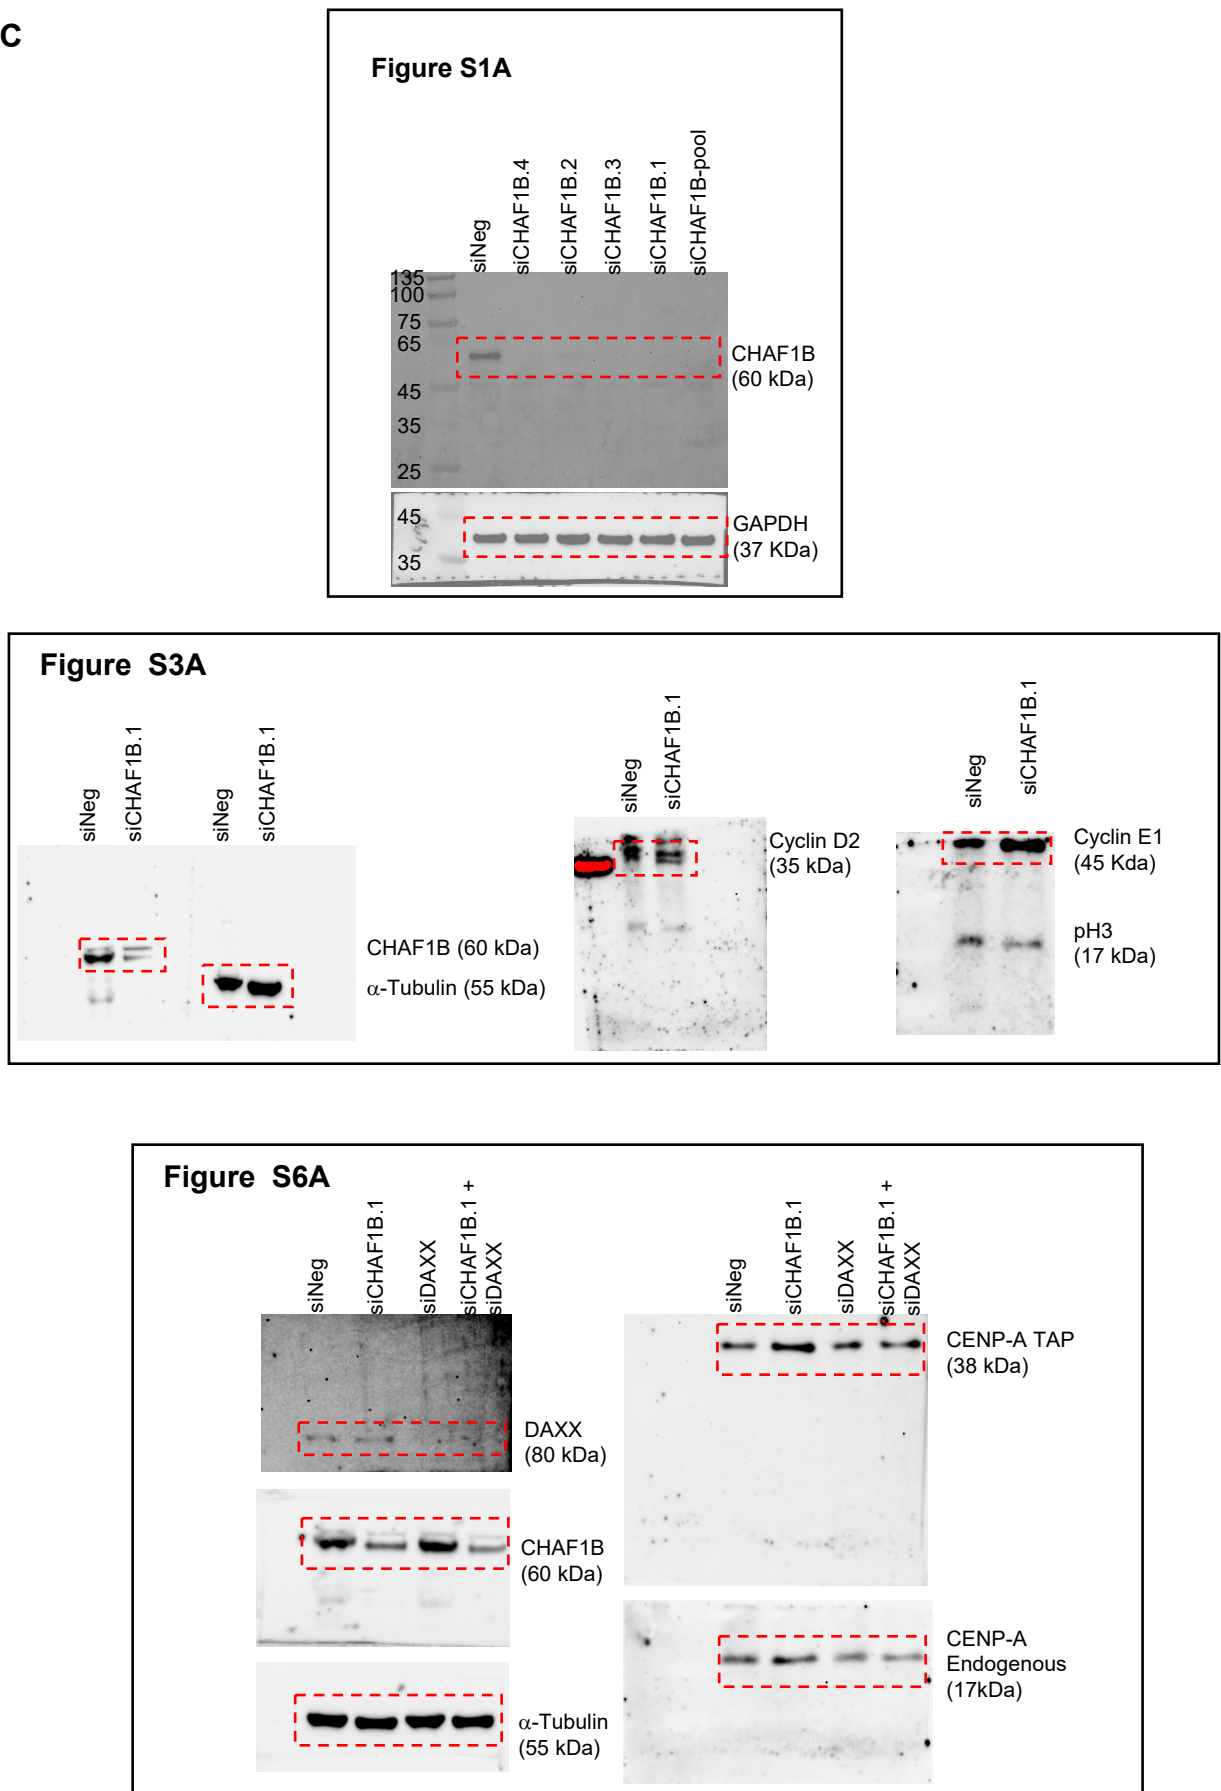 C
Figure S1A
siNeg
siCHAF1B.4
siCHAF1B.2
siCHAF1B.3
siCHAF1B.1
siCHAF1B-pool
135
100
75
65
45
35
25
CHAF1B
(60 kDa)
45
35
GAPDH
(37 KDa)
Figure S3A
siNeg
siCHAF1B.1
siNeg
siCHAF1B.1
CHAF1B (60 kDa)
α-Tubulin (55 kDa)
siNeg
siCHAF1B.1
Cyclin D2
(35 kDa)
siNeg
siCHAF1B.1
Cyclin E1
(45 Kda)
pH3
(17 kDa)
Figure S6A
siNeg
siCHAF1B.1
siDAXX
siCHAF1B.1 +
siDAXX
DAXX
(80 kDa)
CHAF1B
(60 kDa)
α-Tubulin
(55 kDa)
siNeg
siCHAF1B.1
siDAXX
siCHAF1B.1 +
siDAXX
CENP-A TAP
(38 kDa)
CENP-A
Endogenous
(17kDa)